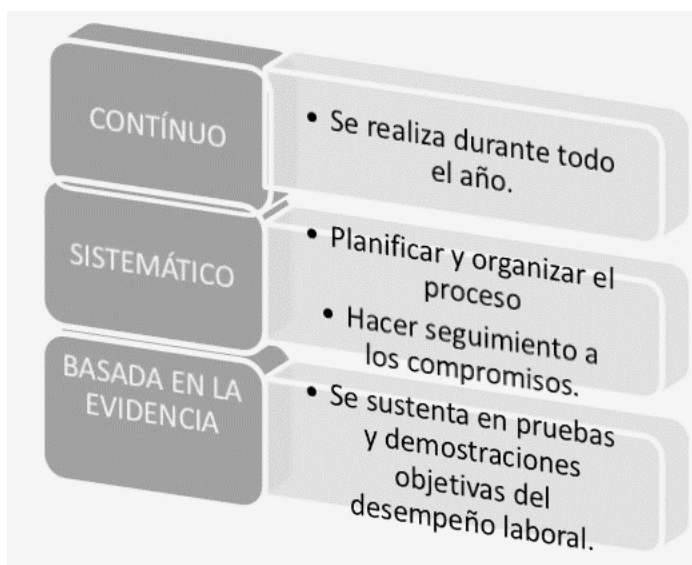 CONTÍNUO
• Se realiza durante todo
el año.
SISTEMÁTICO
• Planificar y organizar el
proceso
• Hacer seguimiento a
los compromisos.
BASADA EN LA
EVIDENCIA
• Se sustenta en pruebas
y demostraciones
objetivas del
desempeño laboral.